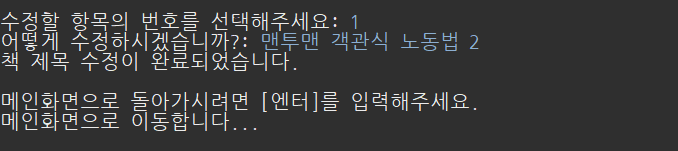 수정할 항목의 번호를 선택해주세요: 1
어떻게 수정하시겠습니까?: 맨투맨 객관식 노동법 2
책 제목 수정이 완료되었습니다.
메인화면으로 돌아가시려면 [엔터]를 입력해주세요.
메인화면으로 이동합니다...